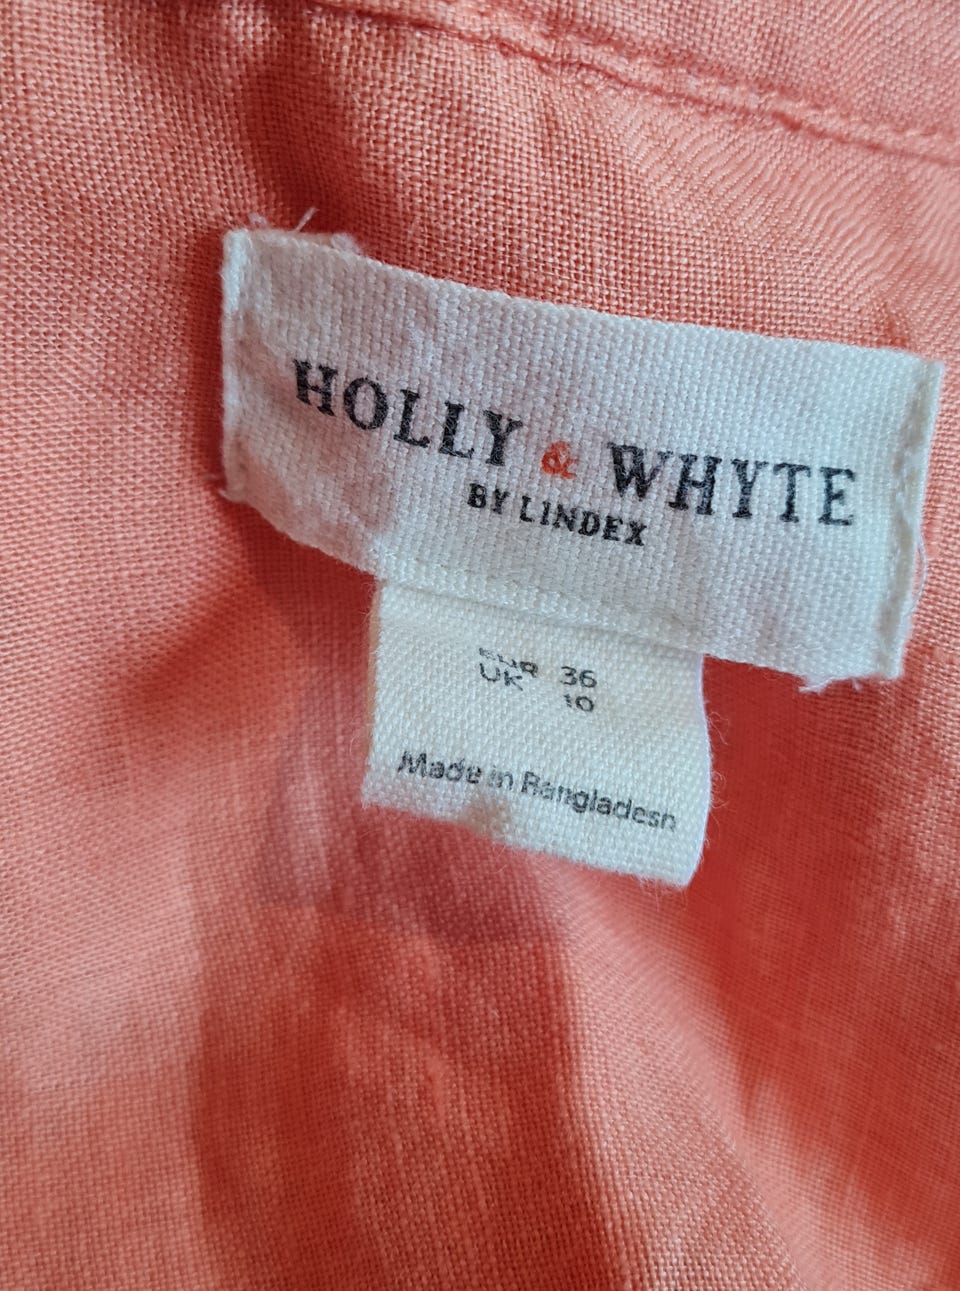 HOLLY & WHYTE
BY LINDEX
EUR 36
UK 10
Made in Bangladesh